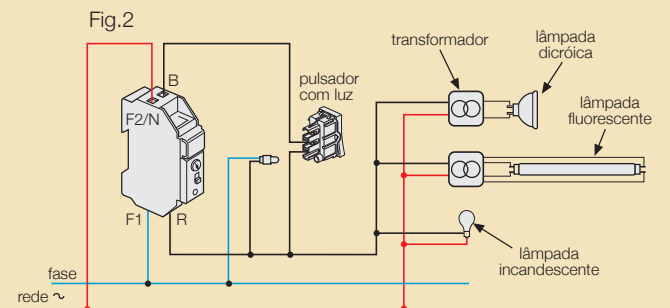 Fig.2
B
F2/N
F1
R
pulsador
com luz
transformador
lâmpada
dicróica
lâmpada
fluorescente
lâmpada
incandescente
fase
rede ~